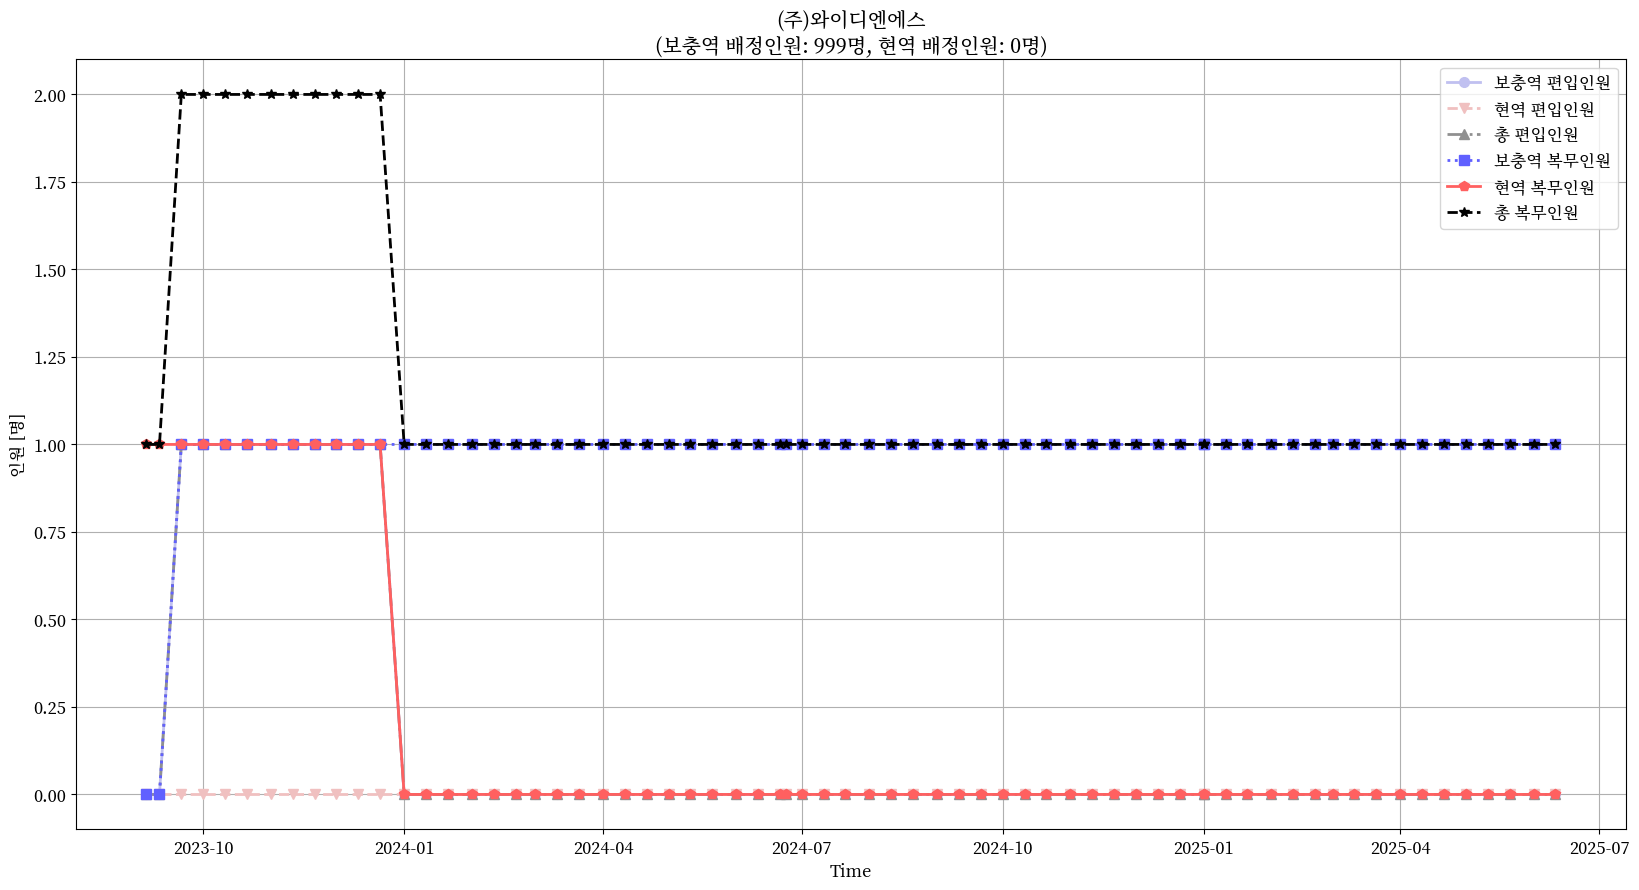 (주)와이디엔에스
(보충역 배정인원: 999명, 현역 배정인원: 0명)
보충역 편입인원
현역 편입인원
총 편입인원
보충역 복무인원
현역 복무인원
총 복무인원
인원 [명]
2.00
1.75
1.50
1.25
1.00
0.75
0.50
0.25
0.00
2023-10 2024-01 2024-04 2024-07 2024-10 2025-01 2025-04 2025-07
Time